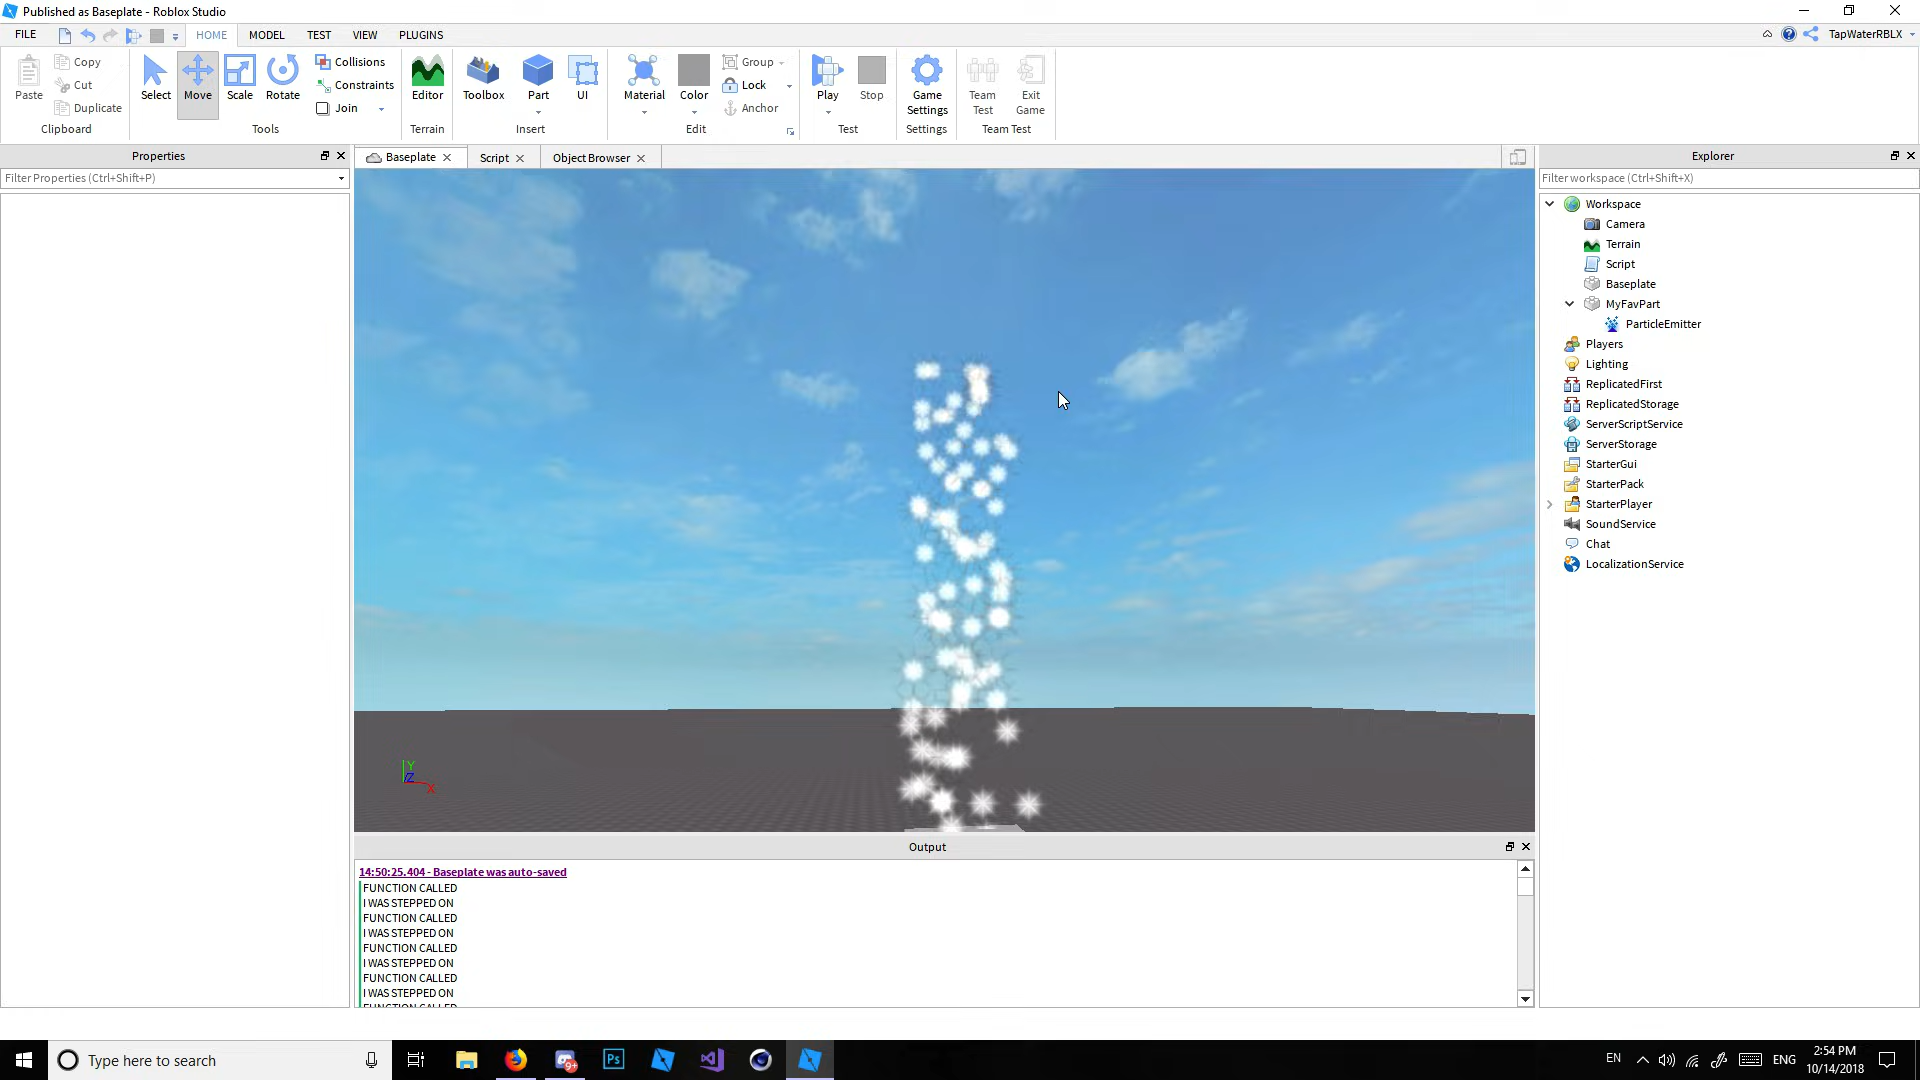 Published as Baseplate - Roblox Studio
FILE
HOME
MODEL
TEST
VIEW
PLUGINS
TapWaterRBLX
Paste
Copy
Cut
Duplicate
Clipboard
Select
Move
Scale
Rotate
Collisions
Constraints
Join
Tools
Editor
Terrain
Toolbox
Part
UI
Insert
Material
Color
Group
Lock
Anchor
Edit
Play
Stop
Test
Game
Settings
Settings
Team
Test
Exit
Game
Team Test
Properties
Filter Properties (Ctrl+Shift+P)
Baseplate
Script
Object Browser
Y
Z
X
Output
14:50:25.404 - Baseplate was auto-saved
FUNCTION CALLED
I WAS STEPPED ON
FUNCTION CALLED
I WAS STEPPED ON
FUNCTION CALLED
I WAS STEPPED ON
FUNCTION CALLED
I WAS STEPPED ON
FUNCTION CALLED
Explorer
Filter workspace (Ctrl+Shift+X)
Workspace
Camera
Terrain
Script
Baseplate
MyFavPart
ParticleEmitter
Players
Lighting
ReplicatedFirst
ReplicatedStorage
ServerScriptService
ServerStorage
StarterGui
StarterPack
StarterPlayer
SoundService
Chat
LocalizationService
Type here to search
9+
Ps
EN
ENG
2:54 PM
10/14/2018